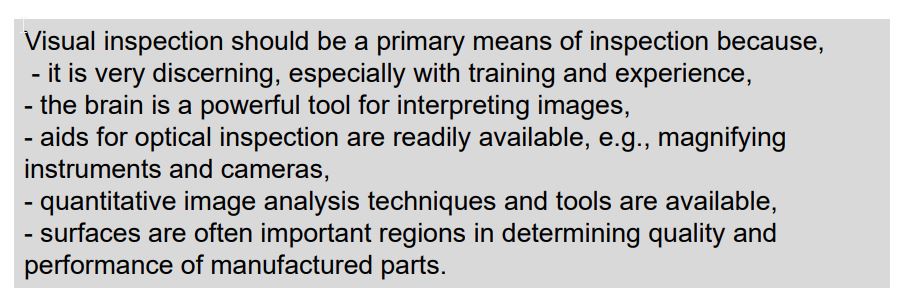 Visual inspection should be a primary means of inspection because,
- it is very discerning, especially with training and experience,
- the brain is a powerful tool for interpreting images,
- aids for optical inspection are readily available, e.g., magnifying
instruments and cameras,
- quantitative image analysis techniques and tools are available,
- surfaces are often important regions in determining quality and
performance of manufactured parts.